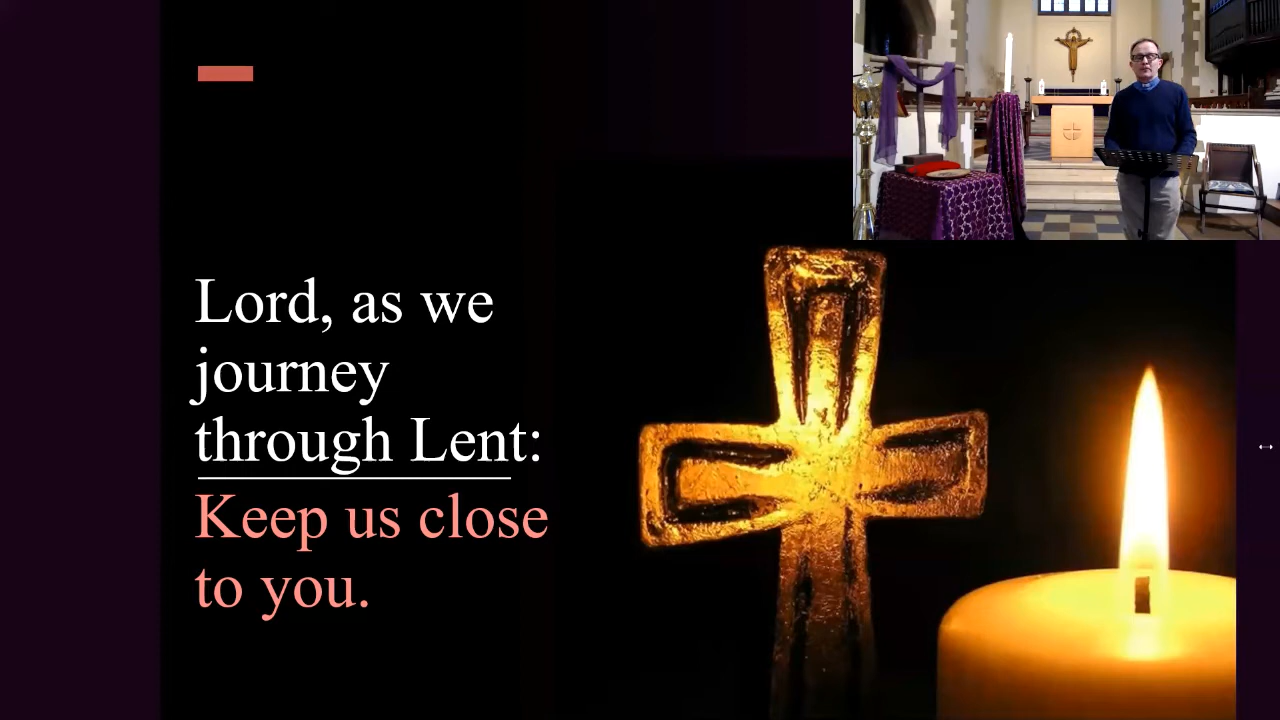 Lord, as we
journey
through Lent:
Keep us close
to you.